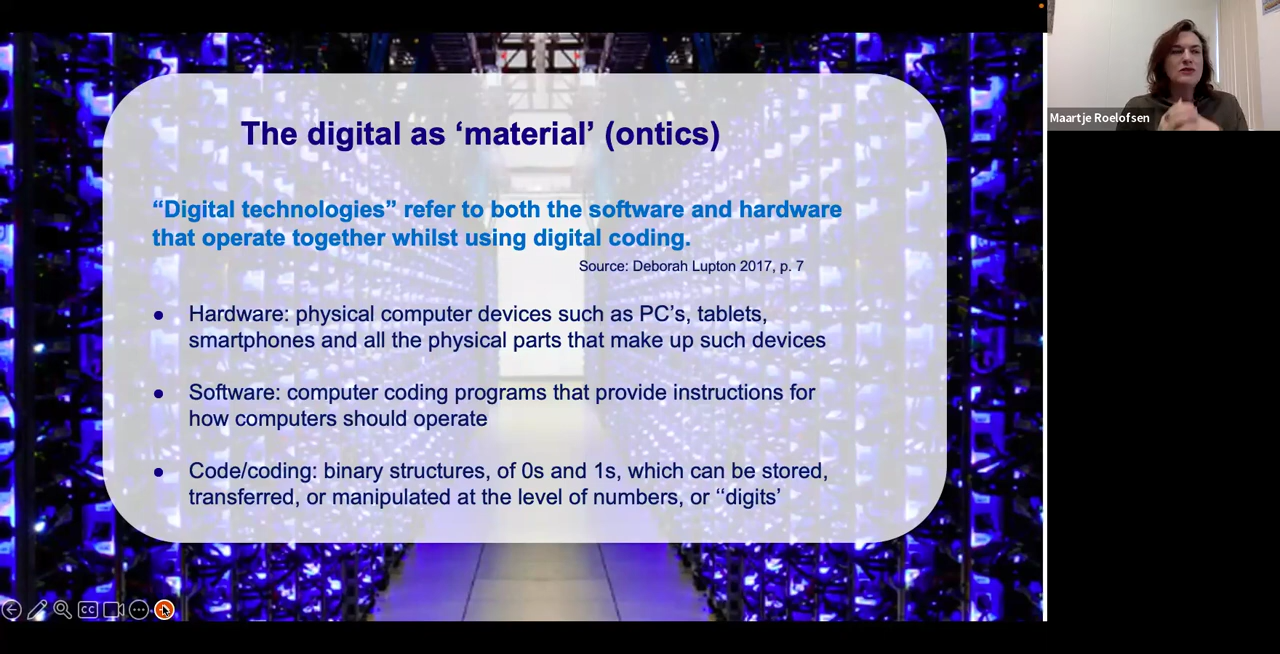 The digital as ‘material’ (ontics)
“Digital technologies” refer to both the software and hardware
that operate together whilst using digital coding.
Source: Deborah Lupton 2017, p. 7
● Hardware: physical computer devices such as PC’s, tablets,
smartphones and all the physical parts that make up such devices
● Software: computer coding programs that provide instructions for
how computers should operate
● Code/coding: binary structures, of 0s and 1s, which can be stored,
transferred, or manipulated at the level of numbers, or ‘‘digits’
CC
Maartje Roelofsen